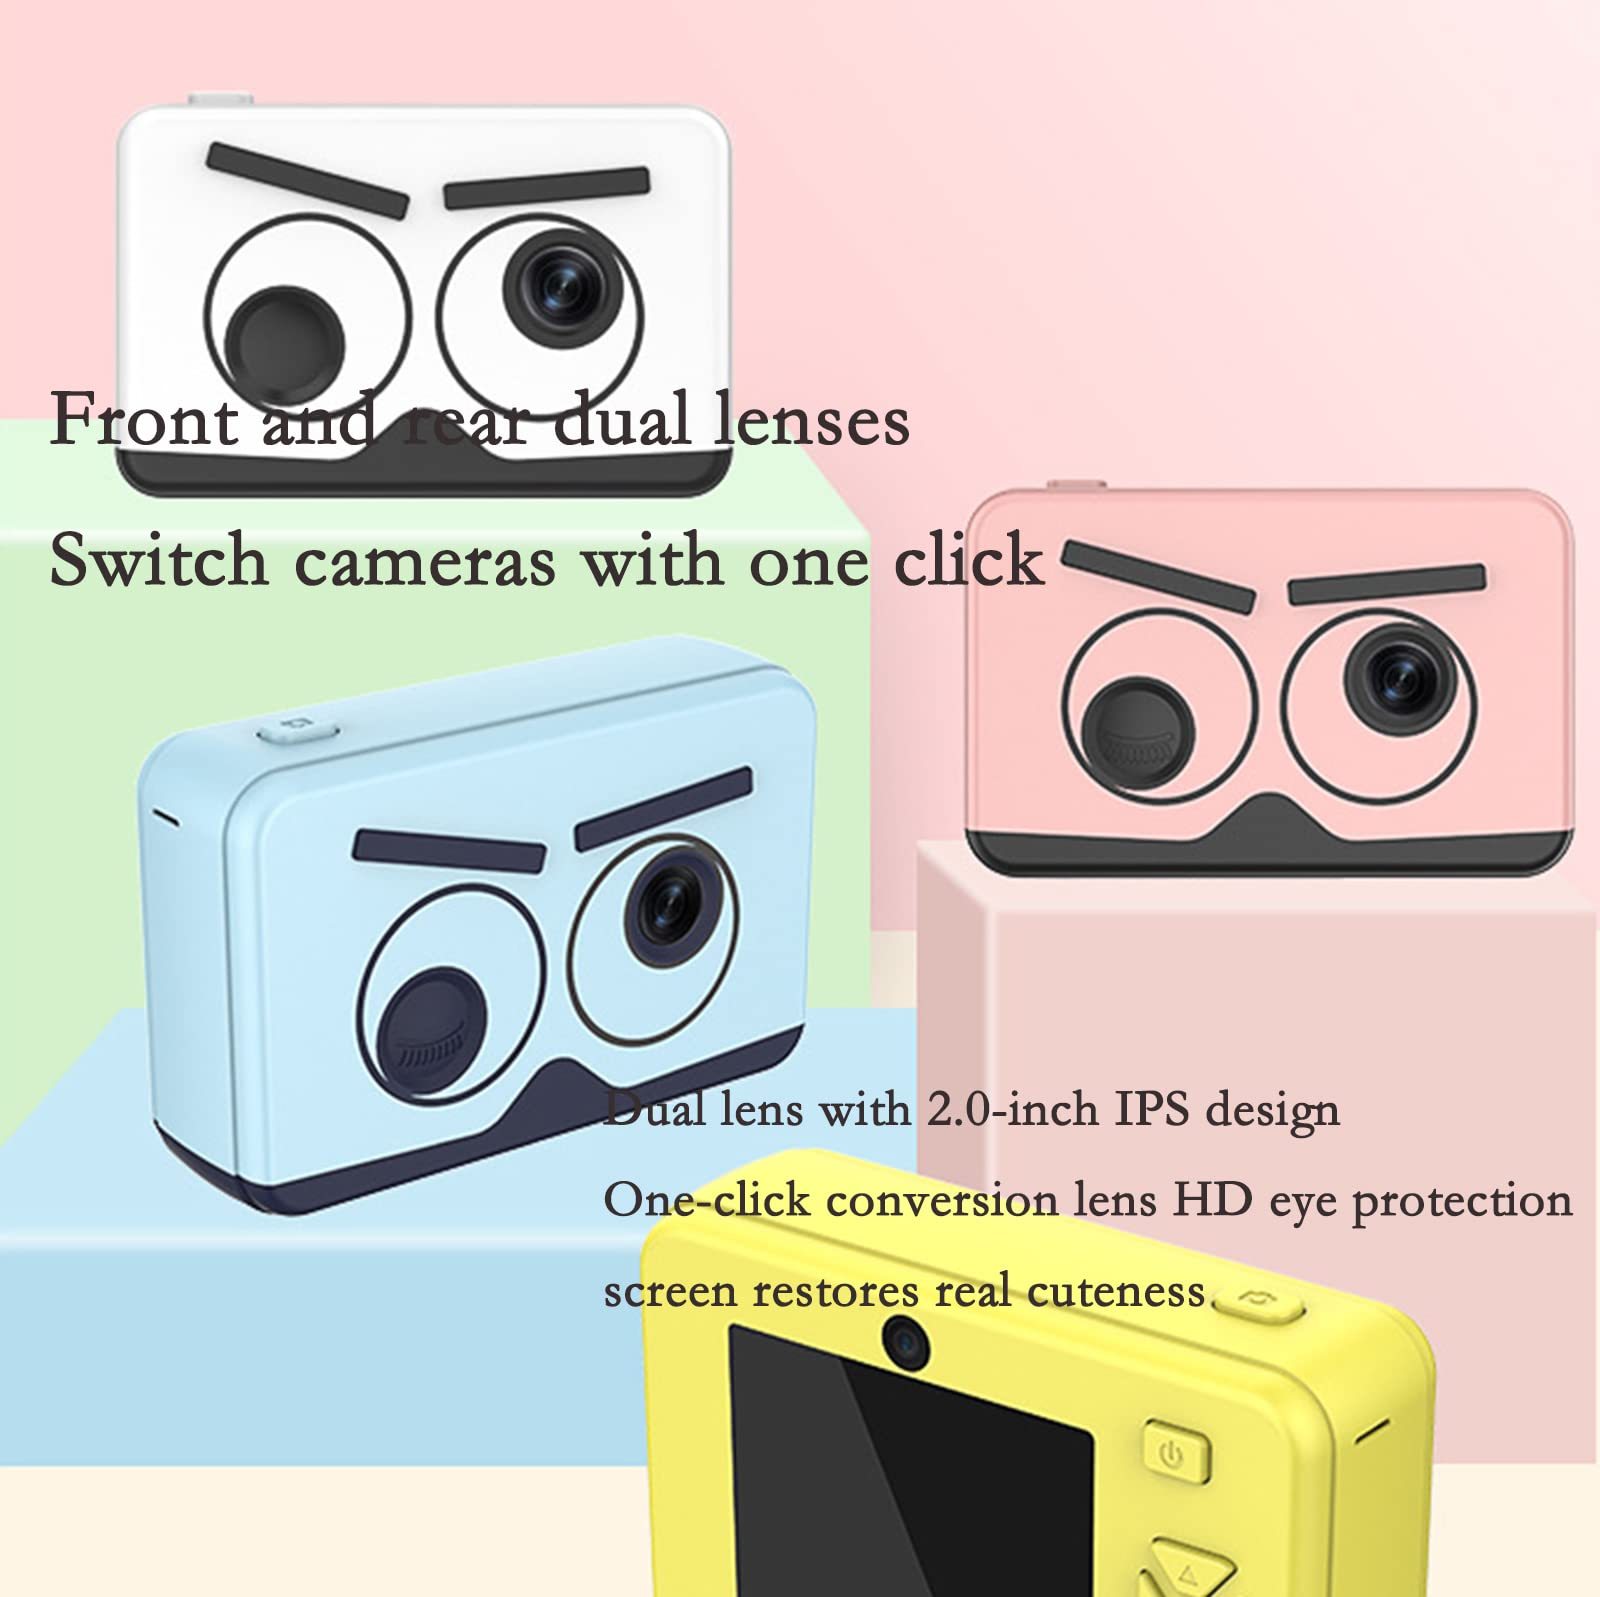 Front and rear dual lenses
Switch cameras with one click
Dual lens with 2.0-inch IPS design
One-click conversion lens HD eye protection
screen restores real cuteness